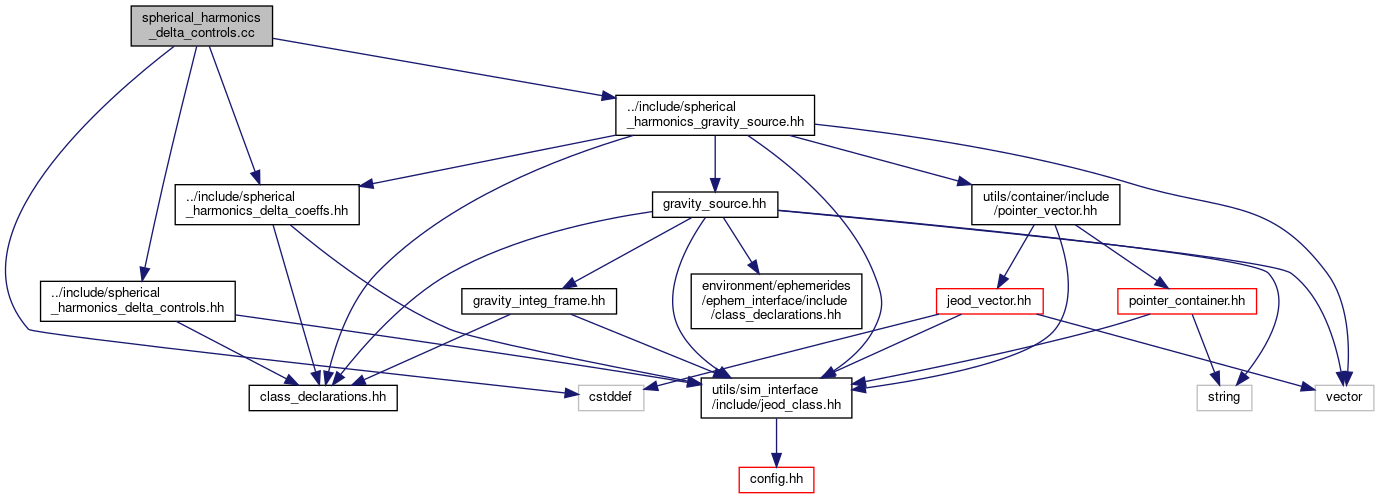 spherical_harmonics
_delta_controls.cc
../include/spherical
_harmonics_gravity_source.hh
../include/spherical
_harmonics_delta_coeffs.hh
gravity_source.hh
utils/container/include
/pointer_vector.hh
../include/spherical
_harmonics_delta_controls.hh
gravity_integ_frame.hh
environment/ephemerides
/ephem_interface/include
/class_declarations.hh
jeod_vector.hh
pointer_container.hh
class_declarations.hh
cstddef
utils/sim_interface
/include/jeod_class.hh
string
vector
config.hh